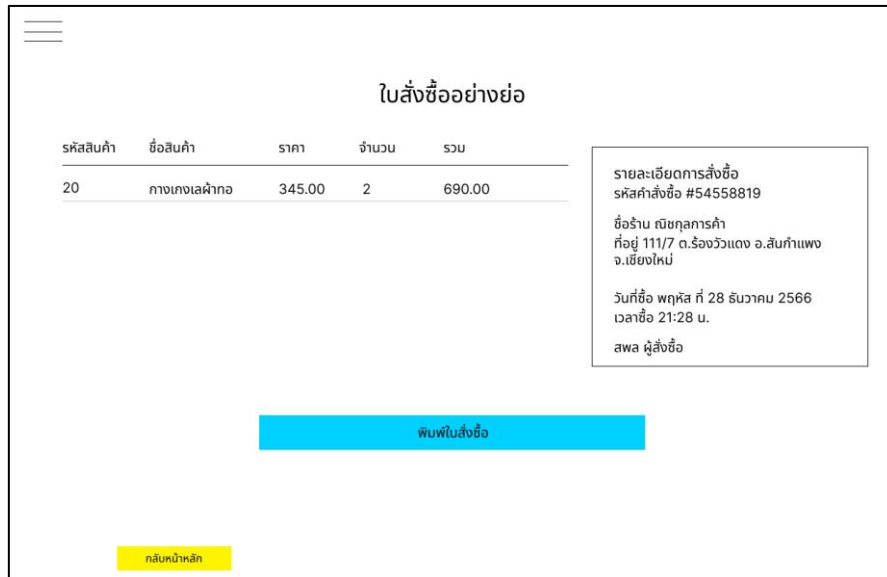 ใบสั่งซื้ออย่างย่อ
รหัสสินค้า ชื่อสินค้า ราคา จำนวน รวม
20 กางเกงเลผ้าทอ 345.00 2 690.00
รายละเอียดการสั่งซื้อ
รหัสคำสั่งซื้อ #54558819
ชื่อร้าน ณิชกุลการค้า
ที่อยู่ 111/7 ต.ร้องวัวแดง อ.สันกำแพง
จ.เชียงใหม่
วันที่ซื้อ พฤหัส ที่ 28 ธันวาคม 2566
เวลาซื้อ 21:28 น.
สพล ผู้สั่งซื้อ
พิมพ์ใบสั่งซื้อ
กลับหน้าหลัก